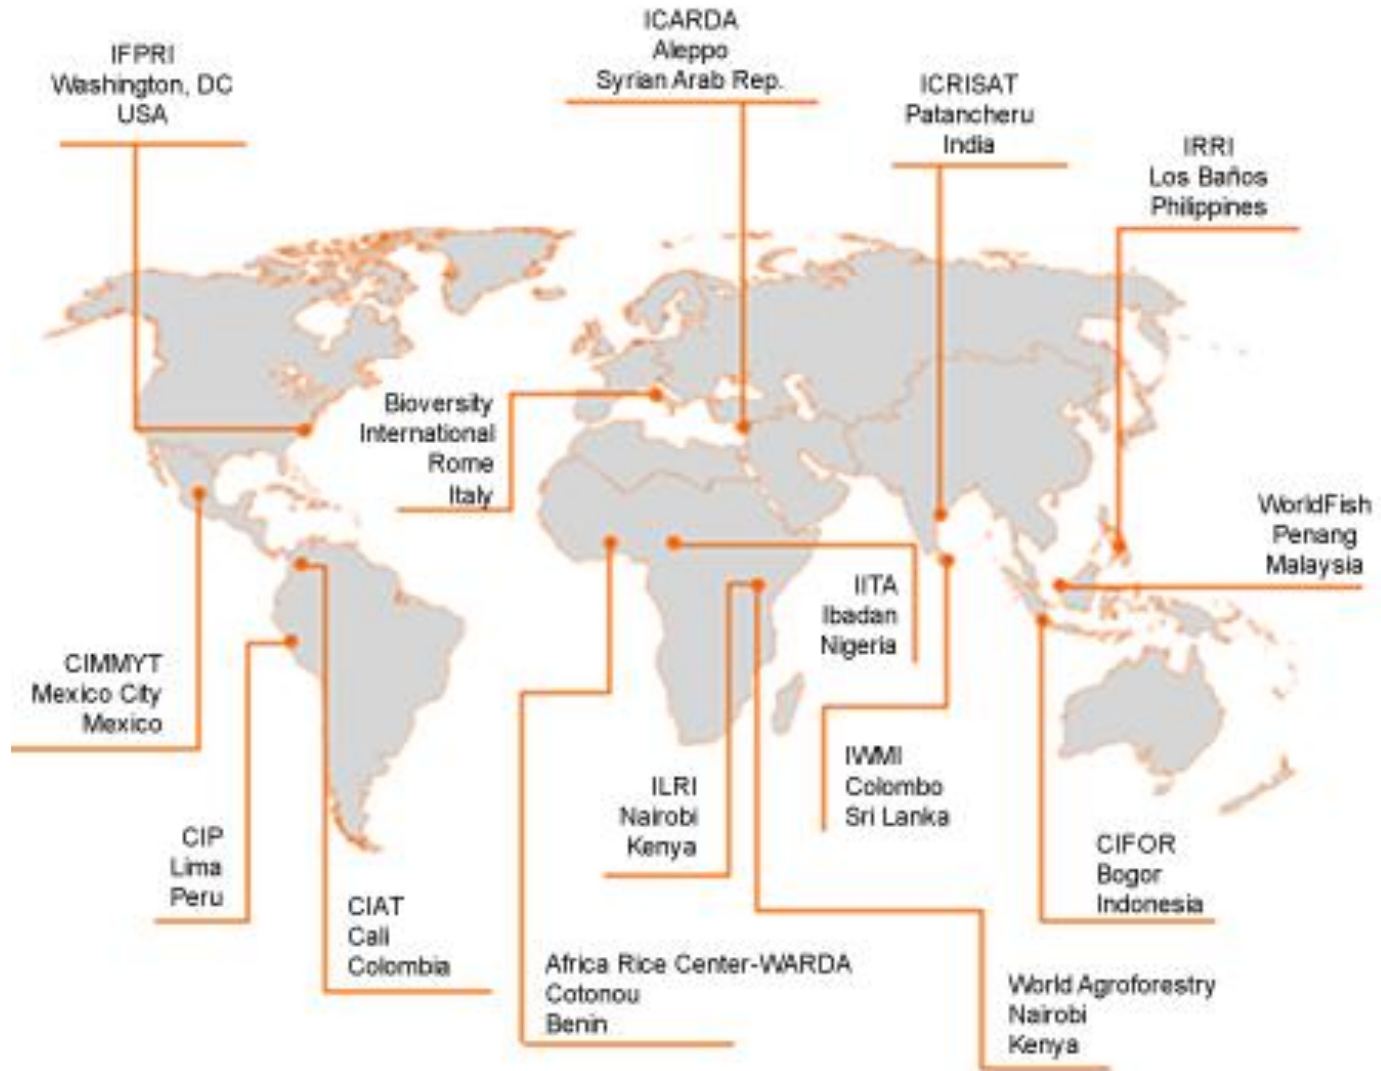 ICARDA
Aleppo
Syrian Arab Rep.
IFPRI
Washington, DC
USA
ICRISAT
Patancheru
India
IRRI
Los Baños
Philippines
Bioversity
International
Rome
Italy
WorldFish
Penang
Malaysia
IITA
Ibadan
Nigeria
CIMMYT
Mexico City
Mexico
IWMI
Colombo
Sri Lanka
ILRI
Nairobi
Kenya
CIP
Lima
Peru
CIFOR
Bogor
Indonesia
CIAT
Cali
Colombia
Africa Rice Center-WARDA
Cotonou
Benin
World Agroforestry
Nairobi
Kenya